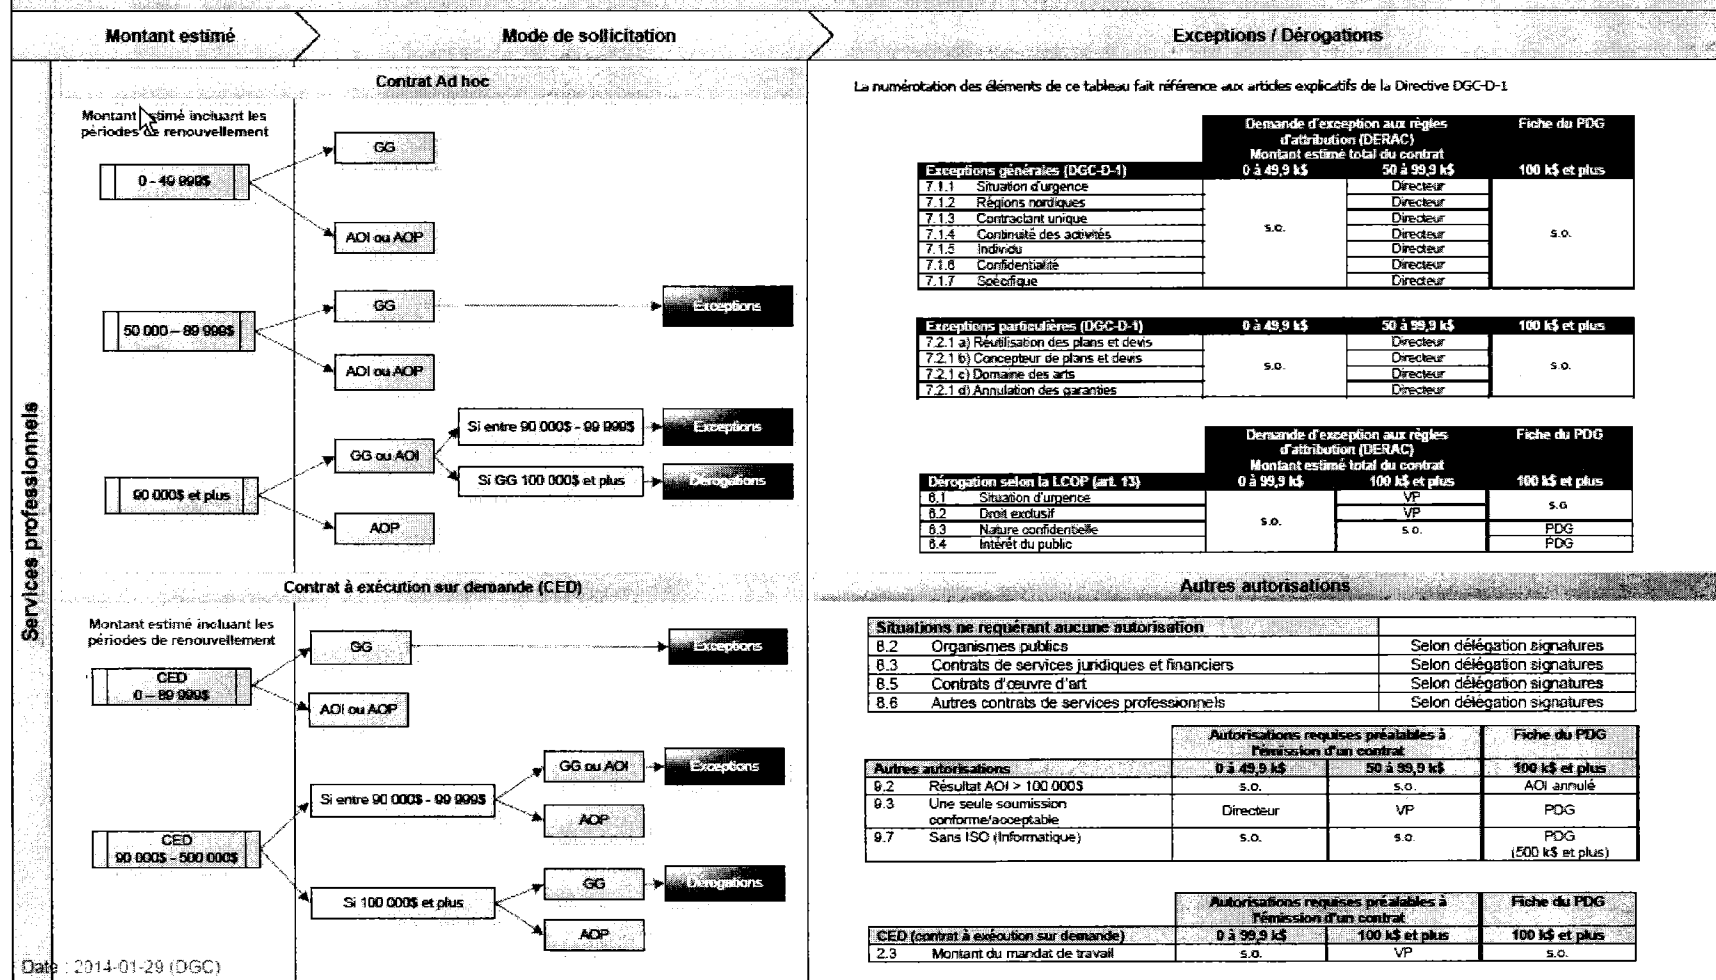 Montant estimé
Mode de sollicitation
Exceptions / Dérogations
Services professionnels
Contrat Ad hoc
Montant estimé incluant les
périodes de renouvellement
0 - 49 999$
GG
AOI ou AOP
50 000 – 89 999$
GG
Exceptions
AOI ou AOP
90 000$ et plus
GG ou AOI
Si entre 90 000$ - 99 999$
Exceptions
Si GG 100 000$ et plus
Dérogations
AOP
Contrat à exécution sur demande (CED)
Montant estimé incluant les
périodes de renouvellement
CED
0 – 89 999$
GG
Exceptions
AOI ou AOP
CED
90 000$ - 500 000$
Si entre 90 000$ - 99 999$
GG ou AOI
Exceptions
AOP
Si 100 000$ et plus
GG
Dérogations
AOP
Date : 2014-01-29 (DGC)
La numérotation des éléments de ce tableau fait référence aux articles explicatifs de la Directive DGC-D-1
Demande d'exception aux règles Fiche du PDG
d'attribution (DERAC)
Montant estimé total du contrat
Exceptions générales (DGC-D-1) 0 à 49,9 k$ 50 à 99,9 k$ 100 k$ et plus
7.1.1 Situation d'urgence Directeur
7.1.2 Régions nordiques Directeur
7.1.3 Contractant unique Directeur
7.1.4 Continuité des activités s.o. Directeur s.o.
7.1.5 Individu Directeur
7.1.6 Confidentialité Directeur
7.1.7 Spécifique Directeur
Exceptions particulières (DGC-D-1) 0 à 49,9 k$ 50 à 99,9 k$ 100 k$ et plus
7.2.1 a) Réutilisation des plans et devis Directeur
7.2.1 b) Concepteur de plans et devis s.o. Directeur s.o.
7.2.1 c) Domaine des arts Directeur
7.2.1 d) Annulation des garanties Directeur
Demande d'exception aux règles Fiche du PDG
d'attribution (DERAC)
Montant estimé total du contrat
Dérogation selon la LCOP (art. 13) 0 à 99,9 k$ 100 k$ et plus 100 k$ et plus
6.1 Situation d'urgence VP s.o
6.2 Droit exclusif s.o. VP
6.3 Nature confidentielle s.o. PDG
6.4 Intérêt du public PDG
Autres autorisations
Situations ne requérant aucune autorisation
8.2 Organismes publics Selon délégation signatures
8.3 Contrats de services juridiques et financiers Selon délégation signatures
8.5 Contrats d'œuvre d'art Selon délégation signatures
8.6 Autres contrats de services professionnels Selon délégation signatures
Autorisations requises préalables à Fiche du PDG
l'émission d'un contrat
Autres autorisations 0 à 49,9 k$ 50 à 99,9 k$ 100 k$ et plus
9.2 Résultat AOI > 100 000$ s.o. s.o. AOI annulé
9.3 Une seule soumission
conforme/acceptable Directeur VP PDG
9.7 Sans ISO (Informatique) s.o. s.o. PDG
(500 k$ et plus)
Autorisations requises préalables à Fiche du PDG
l'émission d'un contrat
CED (contrat à exécution sur demande) 0 à 99,9 k$ 100 k$ et plus 100 k$ et plus
2.3 Montant du mandat de travail s.o. VP s.o.